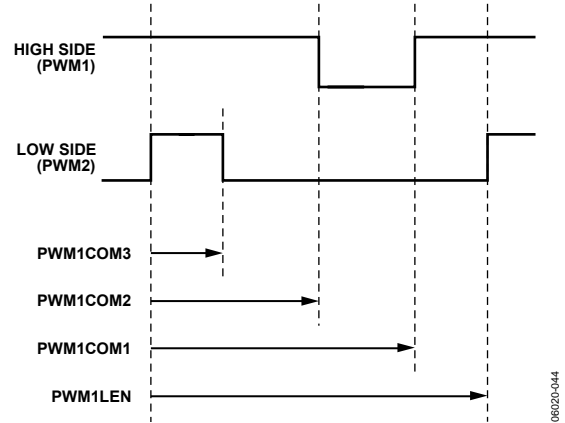 HIGH SIDE
(PWM1)
LOW SIDE
(PWM2)
PWM1COM3
PWM1COM2
PWM1COM1
PWM1LEN
06020-044